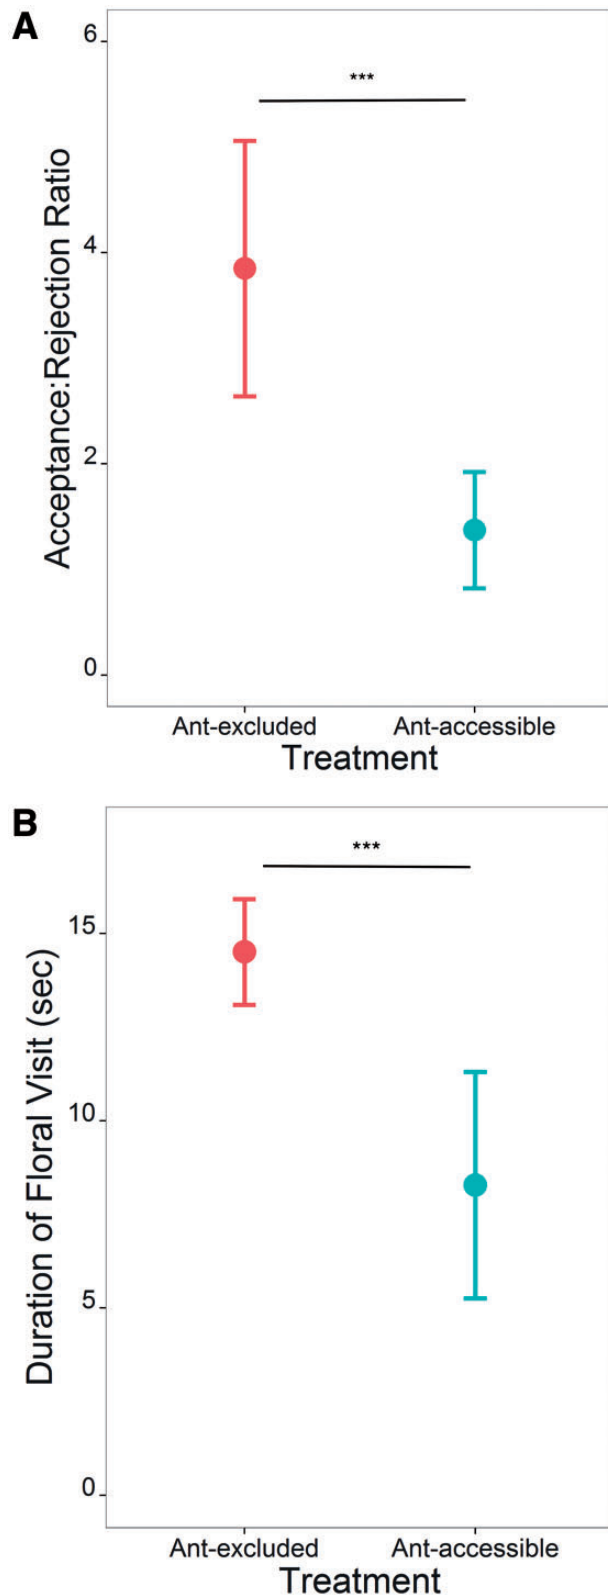 A
Acceptance:Rejection Ratio
6
4
2
0
***
Ant-excluded Ant-accessible
Treatment
B
Duration of Floral Visit (sec)
15
10
5
0
***
Ant-excluded Ant-accessible
Treatment